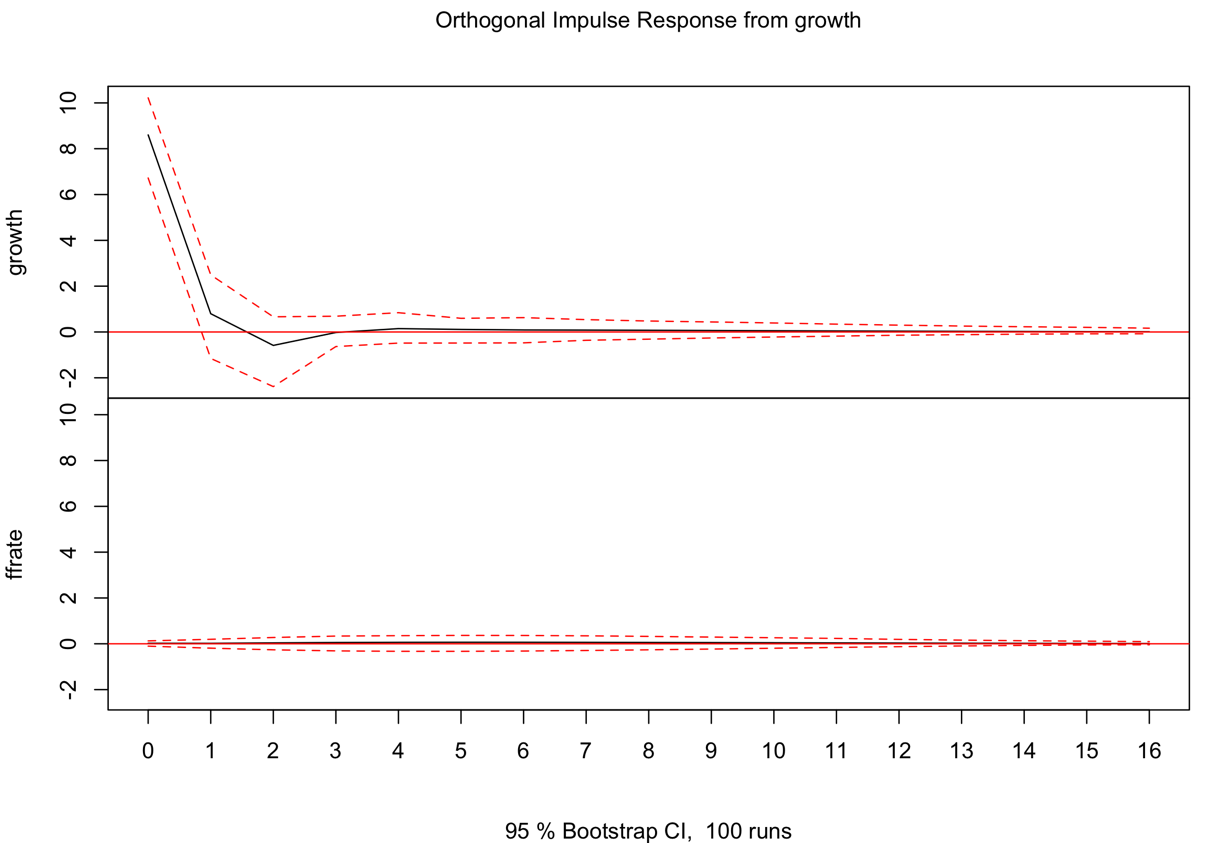 Orthogonal Impulse Response from growth
growth
10
8
6
4
2
0
-2
ffrate
10
8
6
4
2
0
-2
0 1 2 3 4 5 6 7 8 9 10 11 12 13 14 15 16
95 % Bootstrap CI,  100 runs